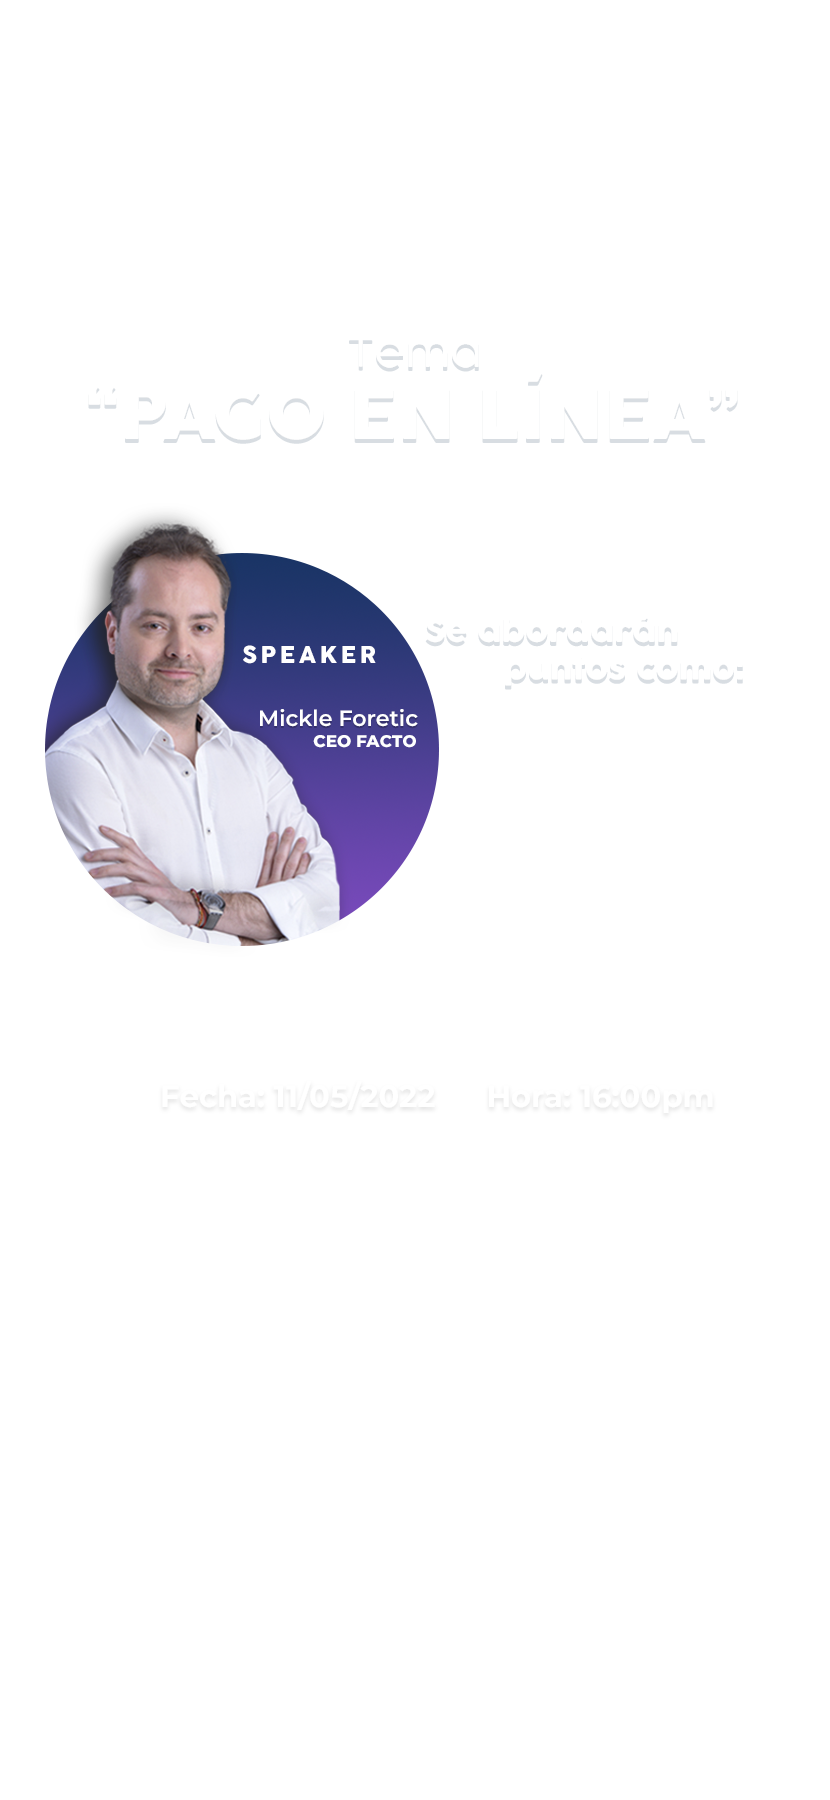 Tema
“PAGO EN LÍNEA”
SPEAKER
Mickle Foretic
CEO FACTO
Se abordarán
puntos como:
Fecha: 11/05/2022 Hora: 16:00pm